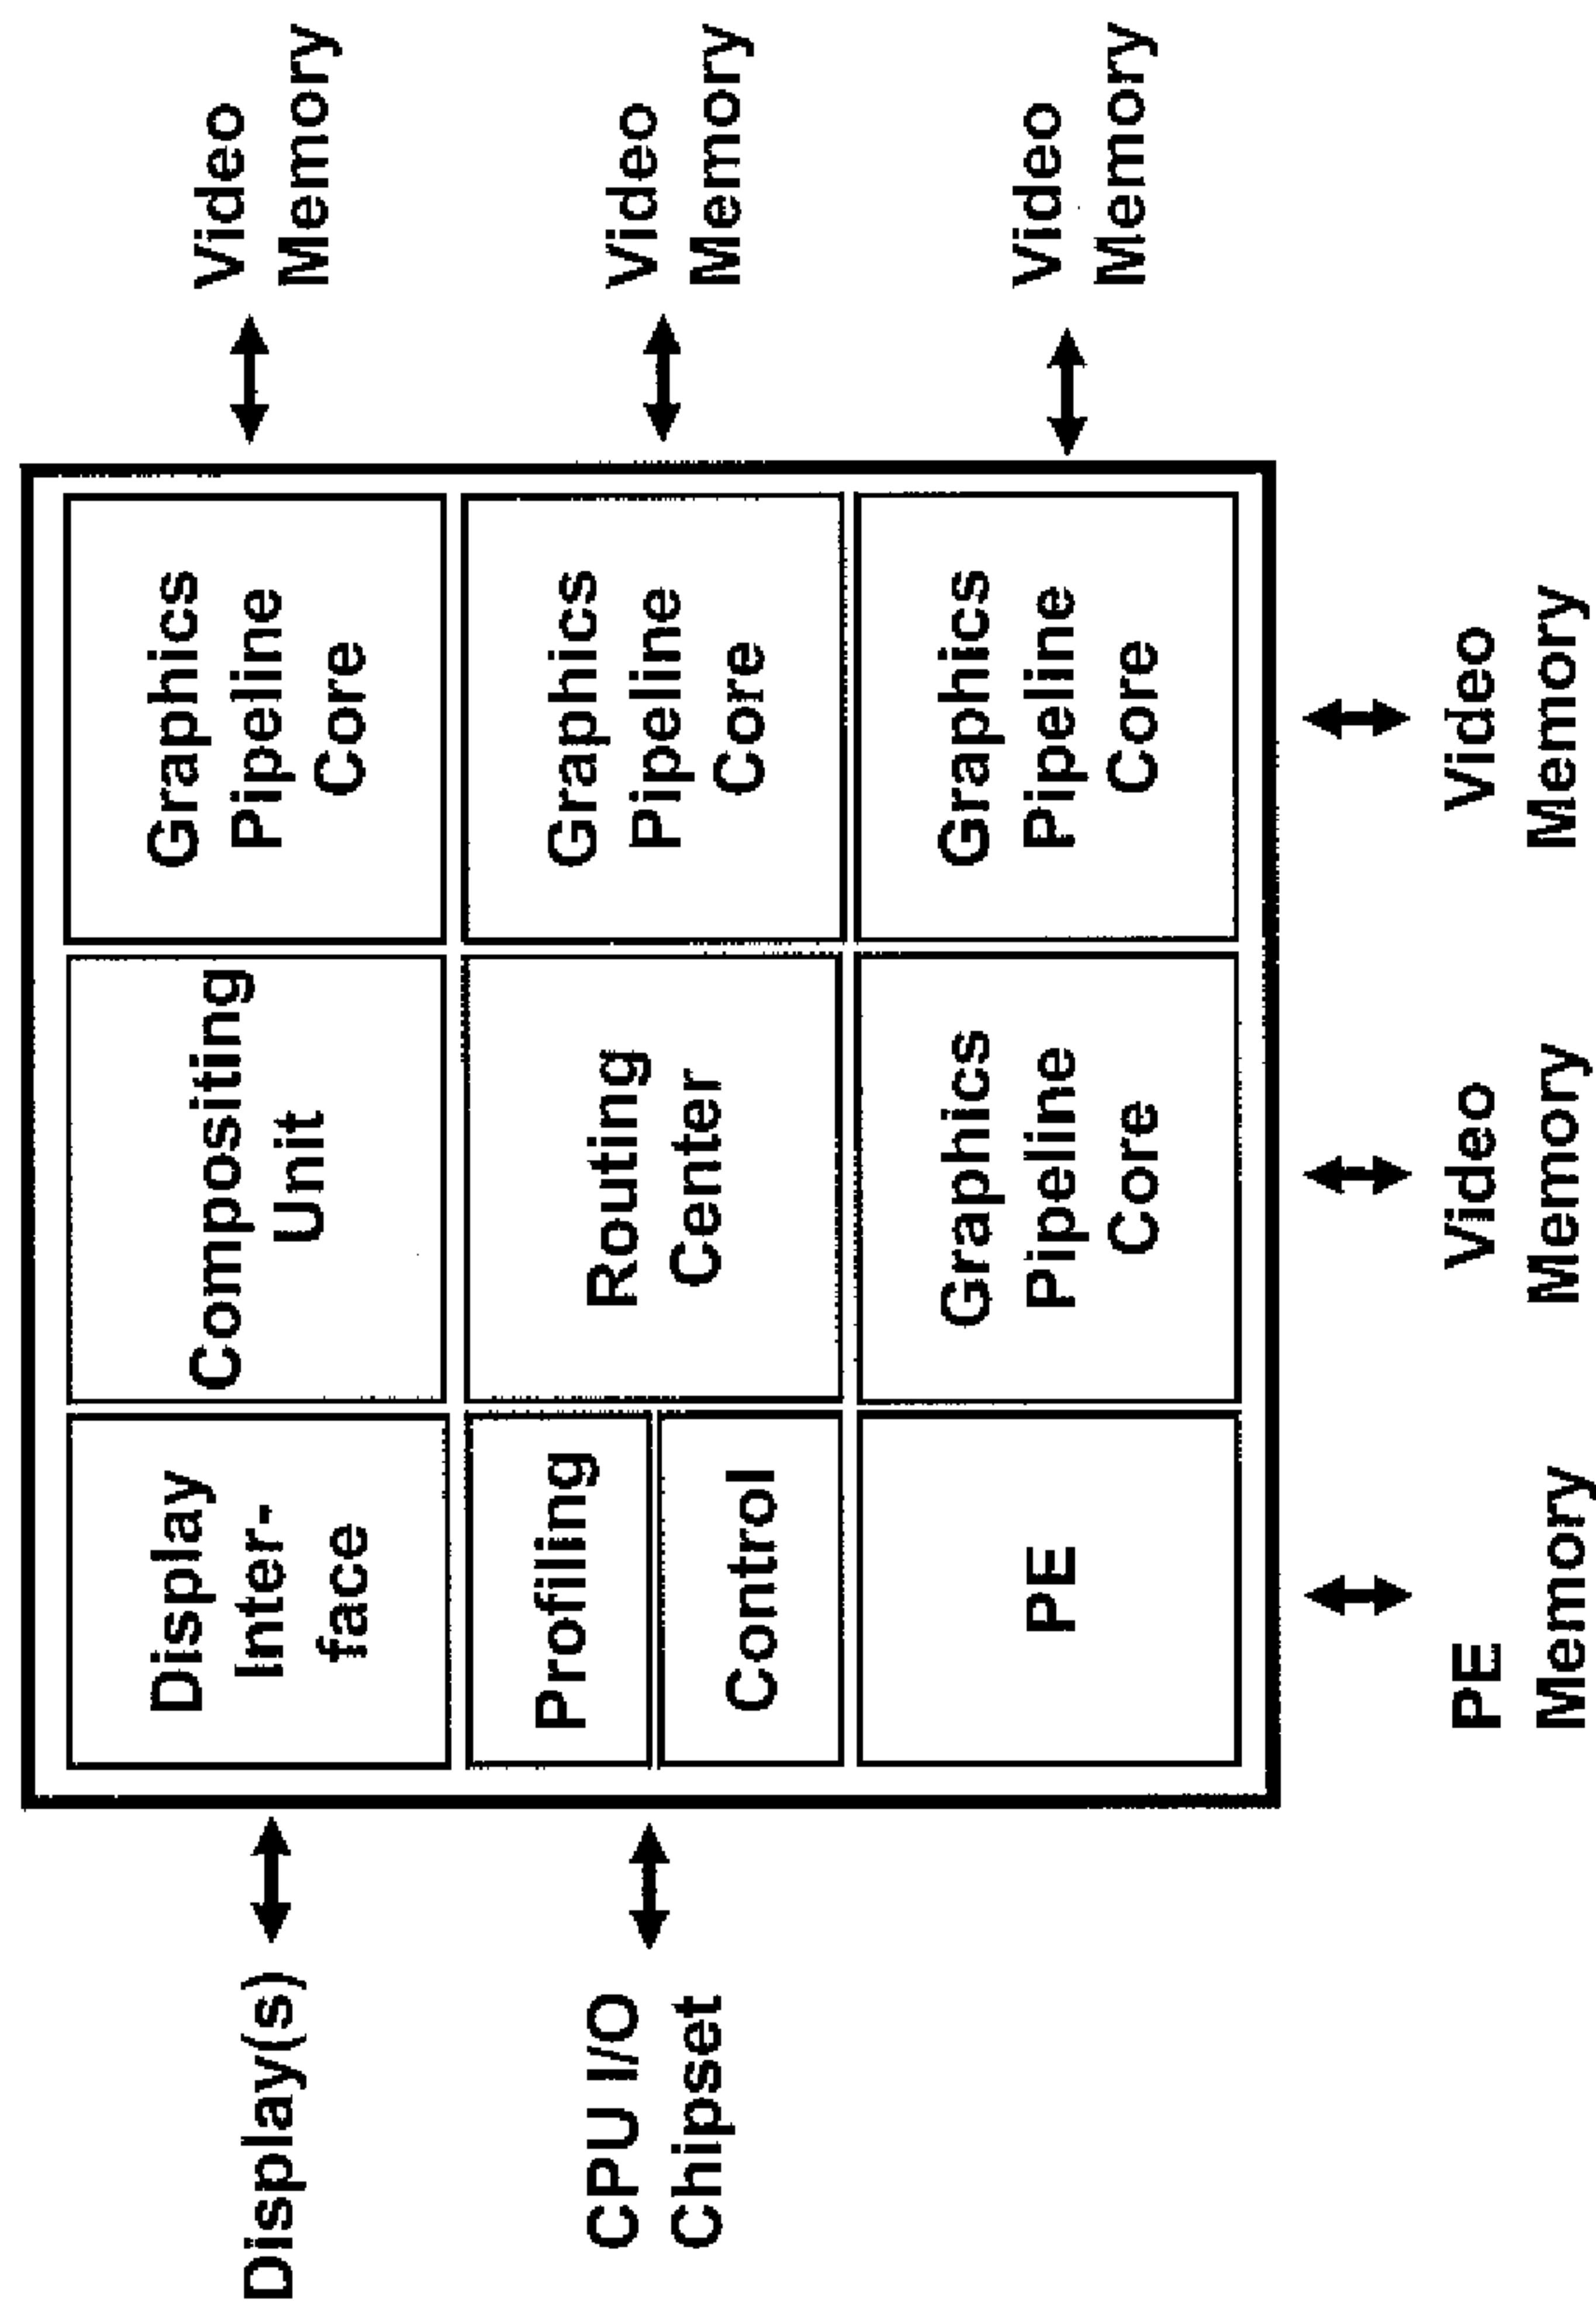 Display(s)
Display
Inter-
face
Compositing
Unit
Graphics
Pipeline
Core
Video
Memory
CPU I/O
Chipset
Profiling
Control
Routing
Center
Graphics
Pipeline
Core
Video
Memory
PE
Graphics
Pipeline
Core
Graphics
Pipeline
Core
Video
Memory
PE
Memory
Video
Memory
Video
Memory